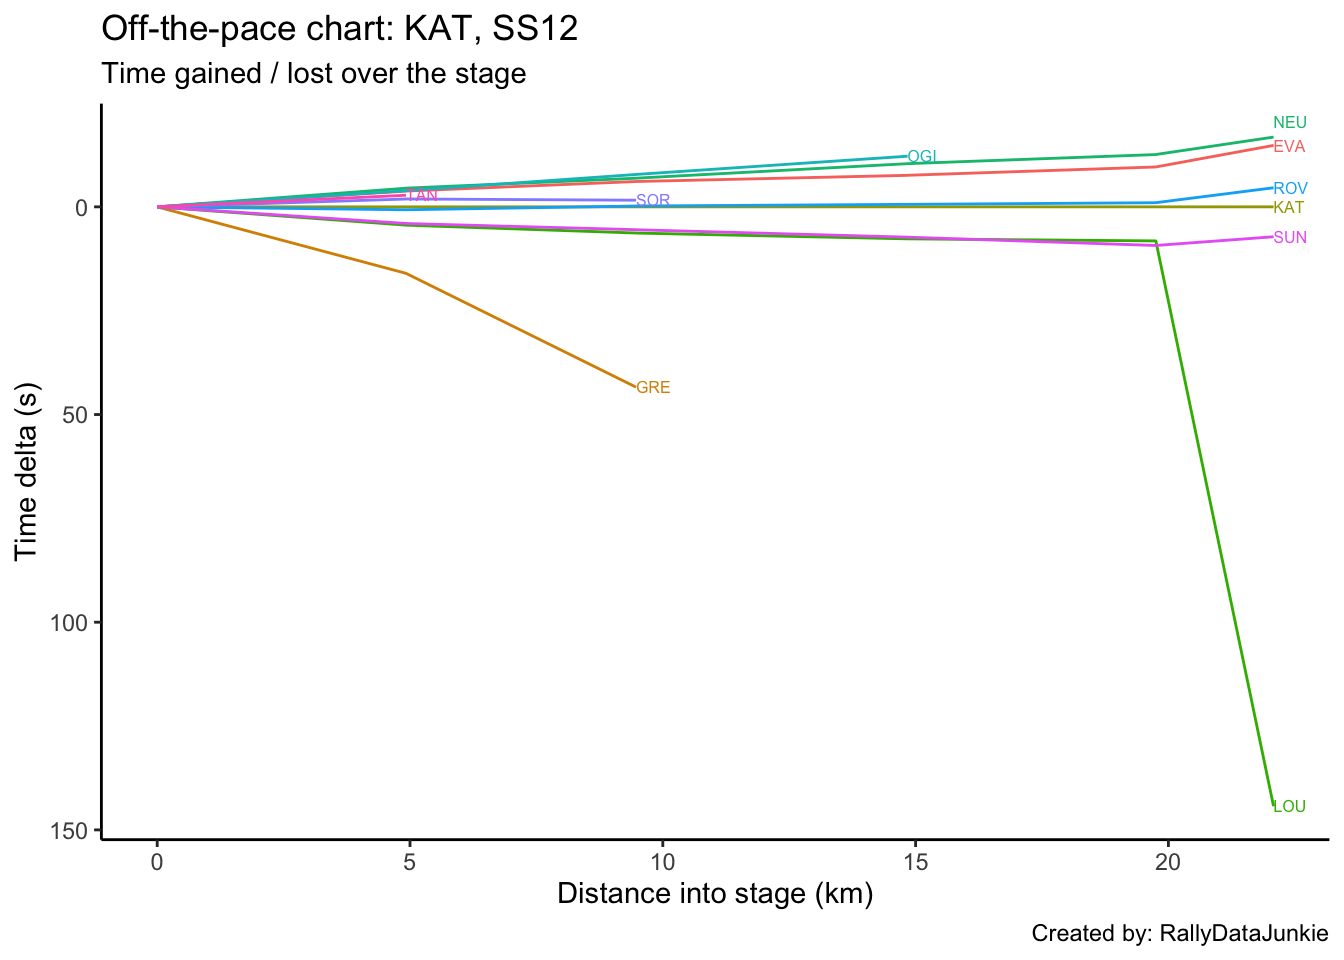 Off-the-pace chart: KAT, SS12
Time gained / lost over the stage
NEU
EVA
OGI
ROV
TAN
SOR
KAT
SUN
GRE
LOU
0
50
100
150
Time delta (s)
0 5 10 15 20
Distance into stage (km)
Created by: RallyDataJunkie